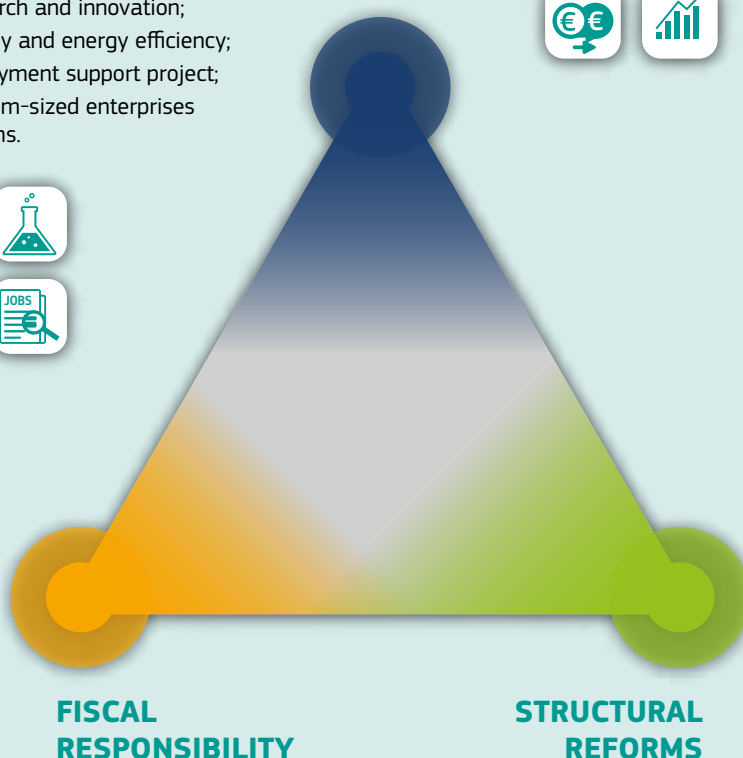 rch and innovation;
y and energy efficiency;
yment support project;
m-sized enterprises
ns.
€ €
JOBS
€
FISCAL
RESPONSIBILITY
STRUCTURAL
REFORMS